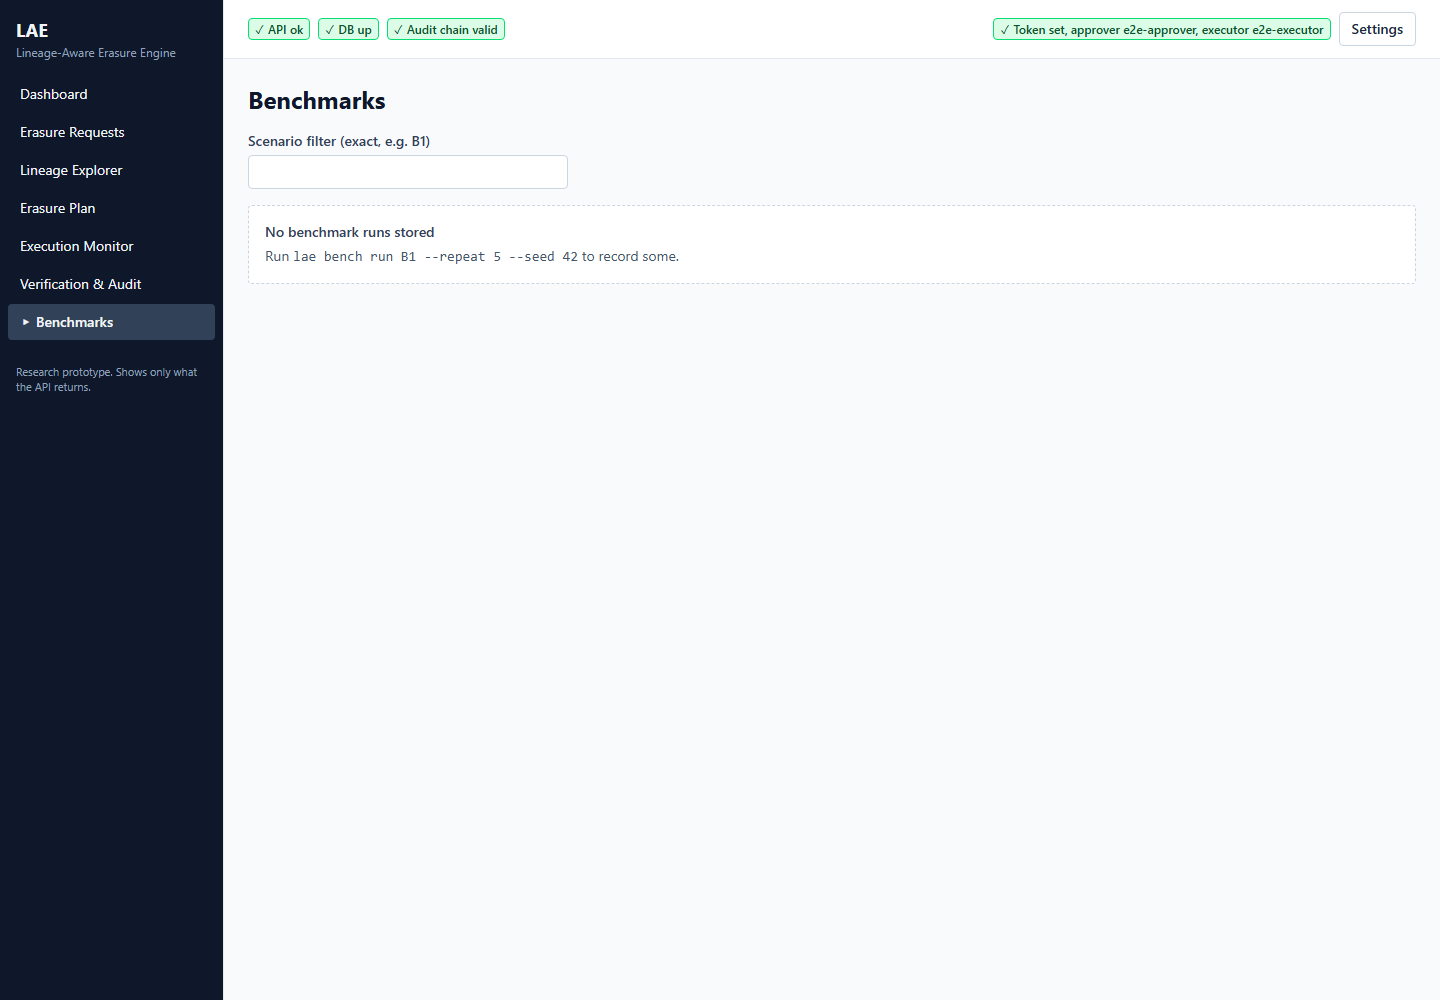 LAE
Lineage-Aware Erasure Engine
Dashboard
Erasure Requests
Lineage Explorer
Erasure Plan
Execution Monitor
Verification & Audit
▸ Benchmarks
Research prototype. Shows only what
the API returns.
✓ API ok
✓ DB up
✓ Audit chain valid
✓ Token set, approver e2e-approver, executor e2e-executor
Settings
Benchmarks
Scenario filter (exact, e.g. B1)
No benchmark runs stored
Run lae bench run B1 --repeat 5 --seed 42 to record some.